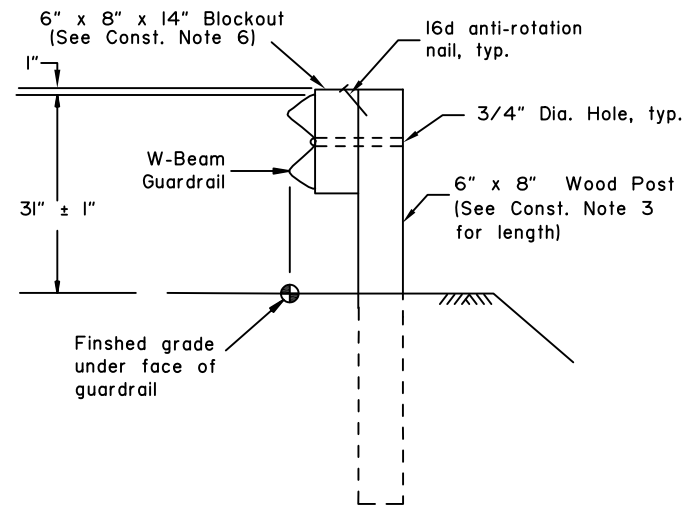 6" x 8" x 14" Blockout
(See Const. Note 6)
16d anti-rotation
nail, typ.
1"
3/4" Dia. Hole, typ.
W-Beam
Guardrail
6" x 8" Wood Post
(See Const. Note 3
for length)
31" ± 1"
Finshed grade
under face of
guardrail